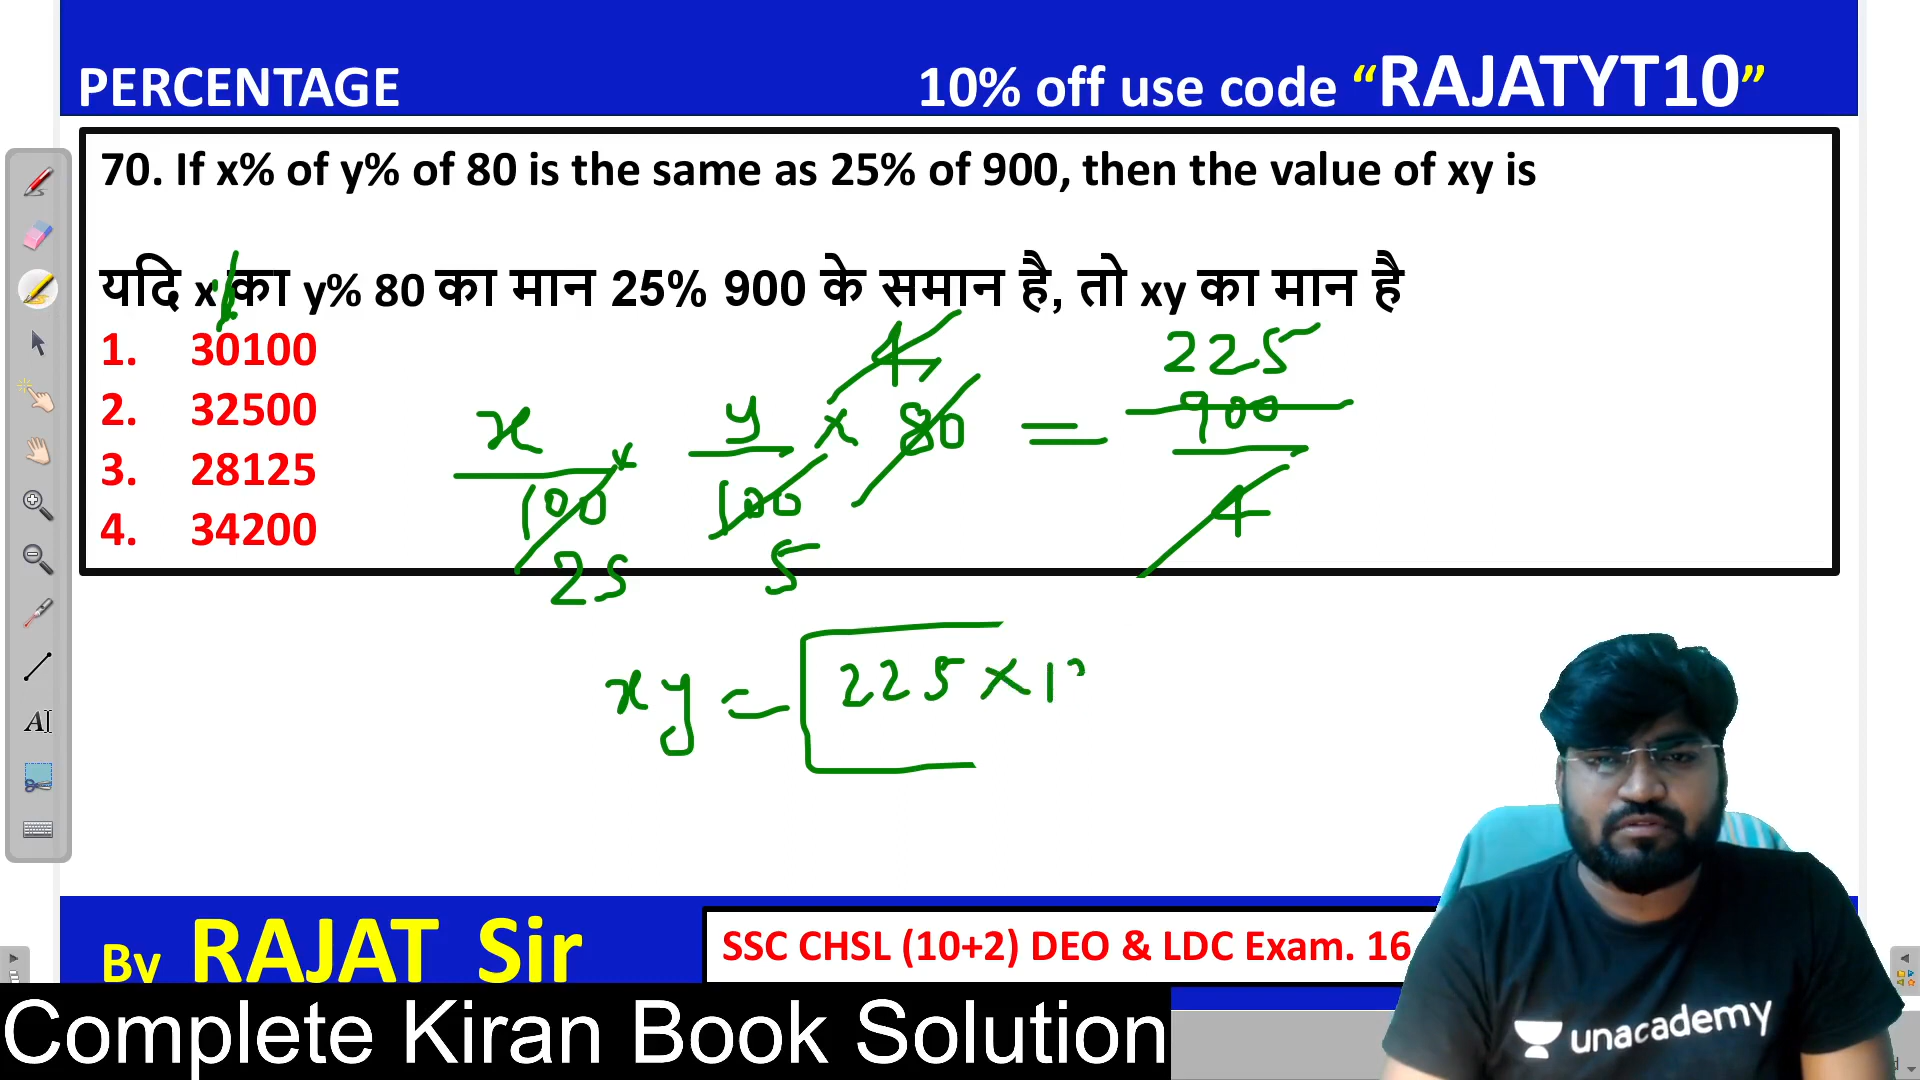 PERCENTAGE 10% off use code “RAJATYT10”
70. If x% of y% of 80 is the same as 25% of 900, then the value of xy is
यदि x% का y% 80 का मान 25% 900 के समान है, तो xy का मान है
1. 30100
2. 32500
3. 28125
4. 34200
4 225
x/100 × y/100 × 80 = 900/4
25 5
xy = 225 × 1
By RAJAT Sir
SSC CHSL (10+2) DEO & LDC Exam. 16
Complete Kiran Book Solution
unacademy